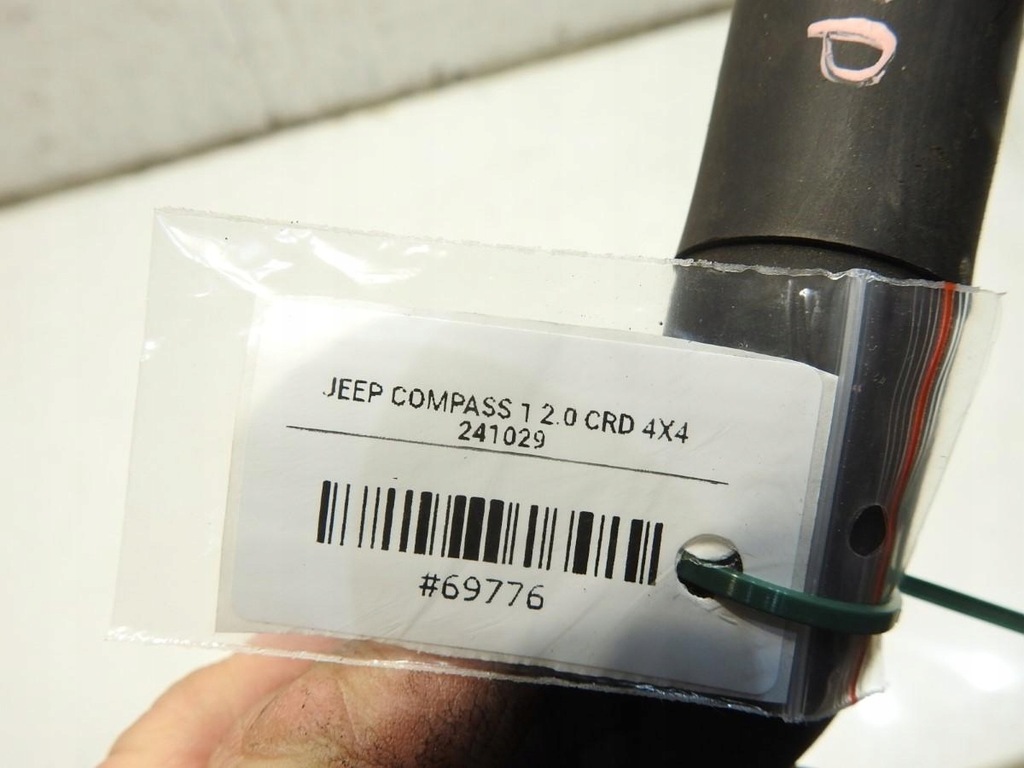 D
JEEP COMPASS 1 2.0 CRD 4X4
241029
#69776